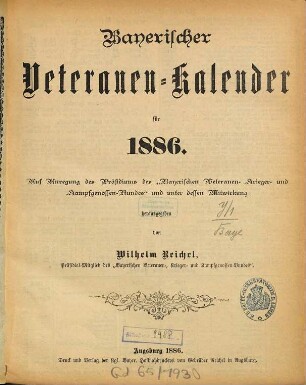 Bayerischer
Veteranen-Kalender
für
1886.
Auf Anregung des Präsidiums des „Bayerischen Veteranen-, Krieger- und
Kampfgenossen-Bundes“ und unter dessen Mitwirkung
herausgegeben
von
Wilhelm Reichel,
Präsidial-Mitglied des „Bayerischen Veteranen-, Krieger- und Kampfgenossen-Bundes“.
Augsburg 1886.
Druck und Verlag der kgl. Bayer. Hofbuchdruckerei von Gebrüder Reichel in Augsburg.